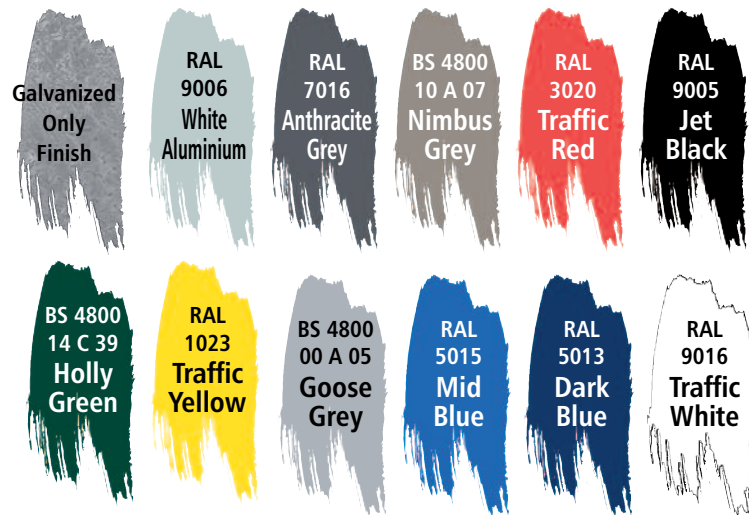 Galvanized
Only
Finish
RAL
9006
White
Aluminium
RAL
7016
Anthracite
Grey
BS 4800
10 A 07
Nimbus
Grey
RAL
3020
Traffic
Red
RAL
9005
Jet
Black
BS 4800
14 C 39
Holly
Green
RAL
1023
Traffic
Yellow
BS 4800
00 A 05
Goose
Grey
RAL
5015
Mid
Blue
RAL
5013
Dark
Blue
RAL
9016
Traffic
White